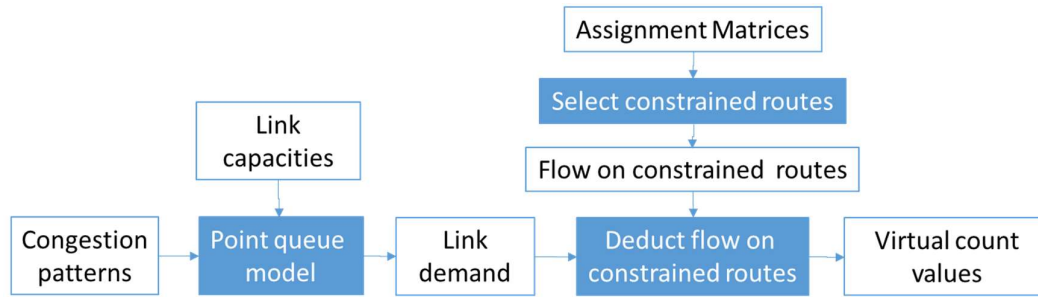 Assignment Matrices
Select constrained routes
Link
capacities
Flow on constrained  routes
Congestion
patterns
Point queue
model
Link
demand
Deduct flow on
constrained routes
Virtual count
values